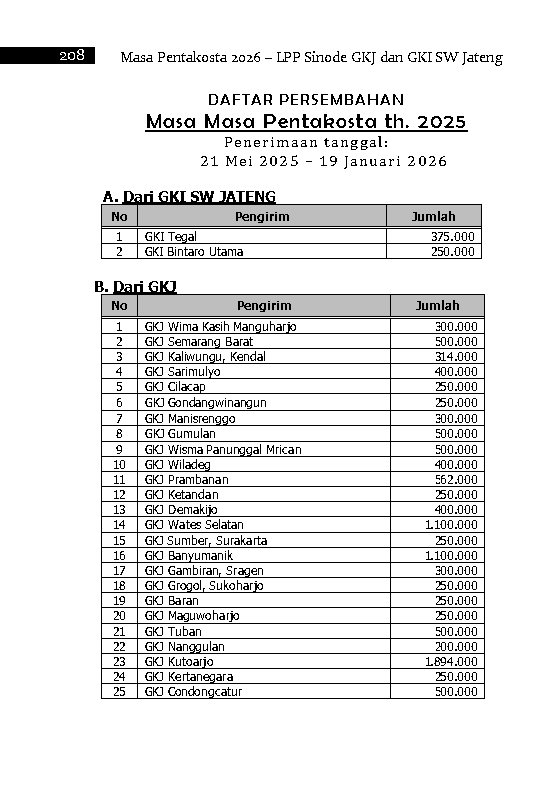 208
Masa Pentakosta 2026 – LPP Sinode GKJ dan GKI SW Jateng
DAFTAR PERSEMBAHAN
Masa Masa Pentakosta th. 2025
Penerimaan tanggal:
21 Mei 2025 – 19 Januari 2026
A. Dari GKI SW JATENG
No Pengirim Jumlah
1 GKI Tegal 375.000
2 GKI Bintaro Utama 250.000
B. Dari GKJ
No Pengirim Jumlah
1 GKJ Wima Kasih Manguharjo 300.000
2 GKJ Semarang Barat 500.000
3 GKJ Kaliwungu, Kendal 314.000
4 GKJ Sarimulyo 400.000
5 GKJ Cilacap 250.000
6 GKJ Gondangwinangun 250.000
7 GKJ Manisrenggo 300.000
8 GKJ Gumulan 500.000
9 GKJ Wisma Panunggal Mrican 500.000
10 GKJ Wiladeg 400.000
11 GKJ Prambanan 562.000
12 GKJ Ketandan 250.000
13 GKJ Demakijo 400.000
14 GKJ Wates Selatan 1.100.000
15 GKJ Sumber, Surakarta 250.000
16 GKJ Banyumanik 1.100.000
17 GKJ Gambiran, Sragen 300.000
18 GKJ Grogol, Sukoharjo 250.000
19 GKJ Baran 250.000
20 GKJ Maguwoharjo 250.000
21 GKJ Tuban 500.000
22 GKJ Nanggulan 200.000
23 GKJ Kutoarjo 1.894.000
24 GKJ Kertanegara 250.000
25 GKJ Condongcatur 500.000